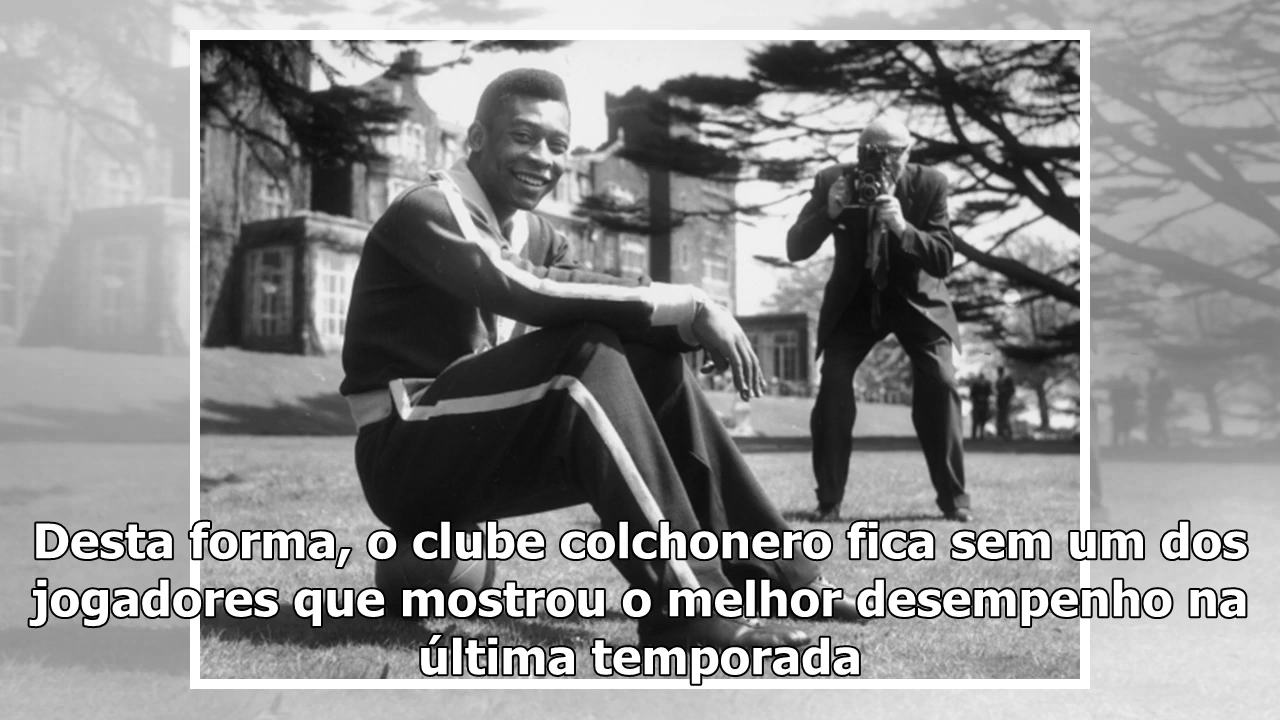 Desta forma, o clube colchonero fica sem um dos
jogadores que mostrou o melhor desempenho na
última temporada